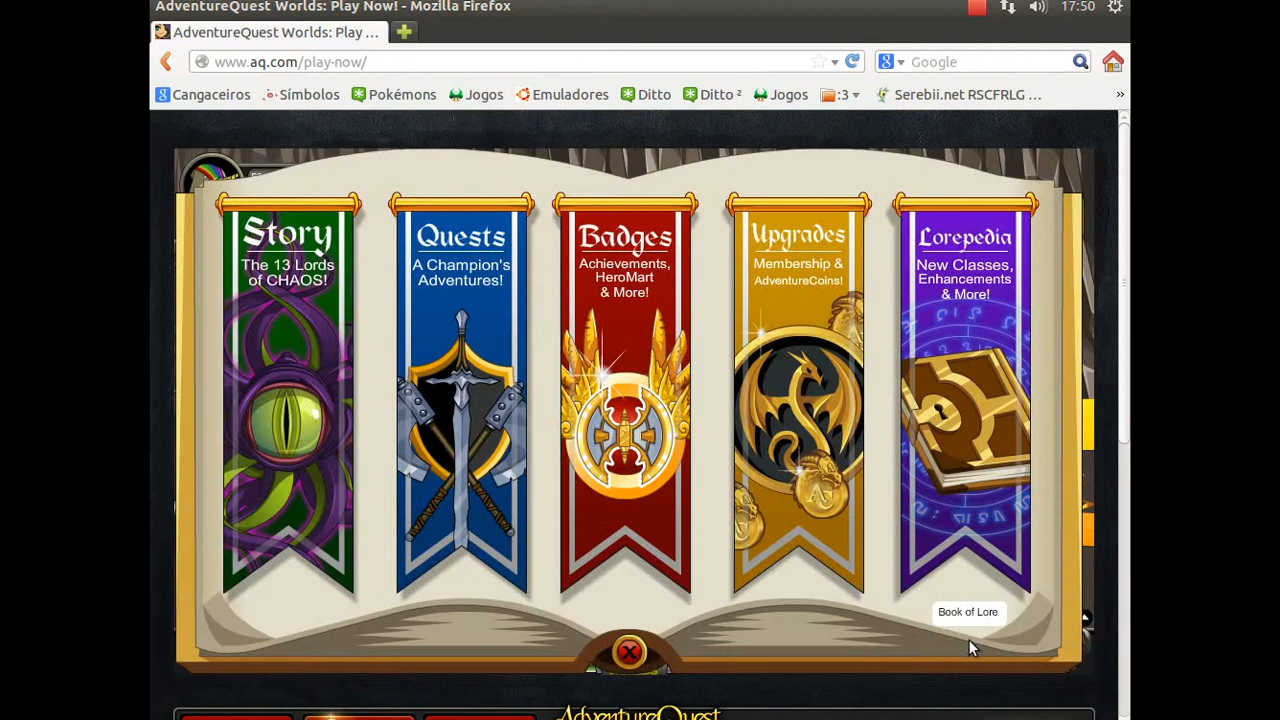 AdventureQuest Worlds: Play Now! - Mozilla Firefox
17:50
AdventureQuest Worlds: Play ...
www.aq.com/play-now/
Google
Cangaceiros
Símbolos
Pokémons
Jogos
Emuladores
Ditto
Ditto ²
Jogos
:3
Serebii.net RSCFRLG ...
»
Story
The 13 Lords
of CHAOS!
Quests
A Champion's
Adventures!
Badges
Achievements,
HeroMart
& More!
Upgrades
Membership &
AdventureCoins!
Lorepedia
New Classes,
Enhancements
& More!
Book of Lore
AdventureQuest